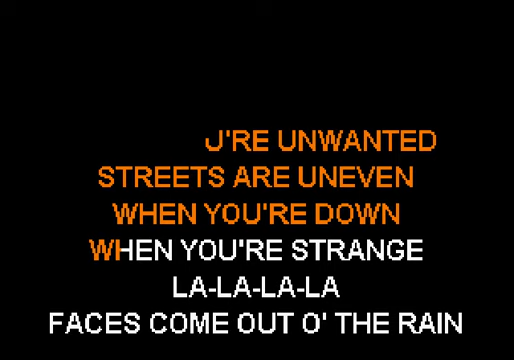 U'RE UNWANTED
STREETS ARE UNEVEN
WHEN YOU'RE DOWN
WHEN YOU'RE STRANGE
LA-LA-LA-LA
FACES COME OUT O' THE RAIN